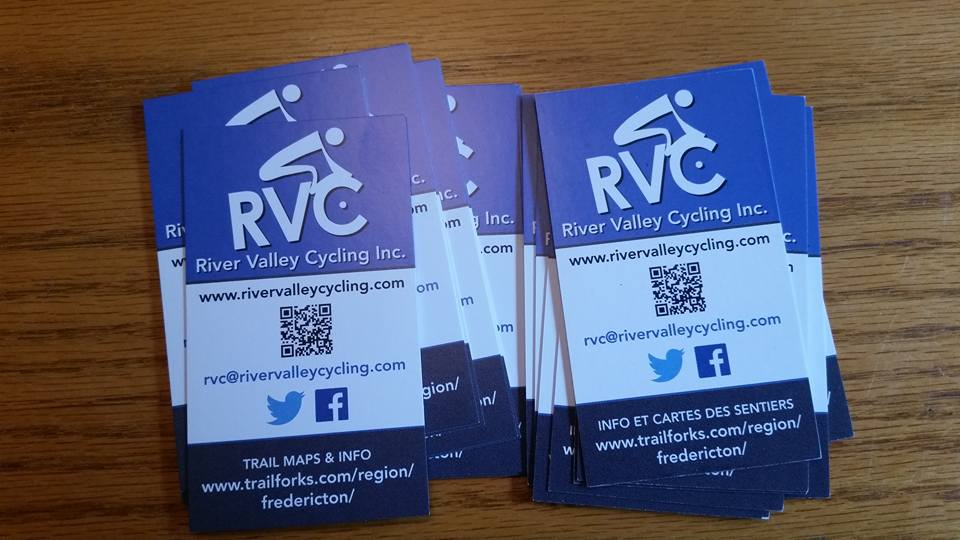 RVC
River Valley Cycling Inc.
www.rivervalleycycling.com
rvc@rivervalleycycling.com
TRAIL MAPS & INFO
www.trailforks.com/region/
fredericton/
RVC
River Valley Cycling Inc.
www.rivervalleycycling.com
rvc@rivervalleycycling.com
INFO ET CARTES DES SENTIERS
www.trailforks.com/region/
fredericton/